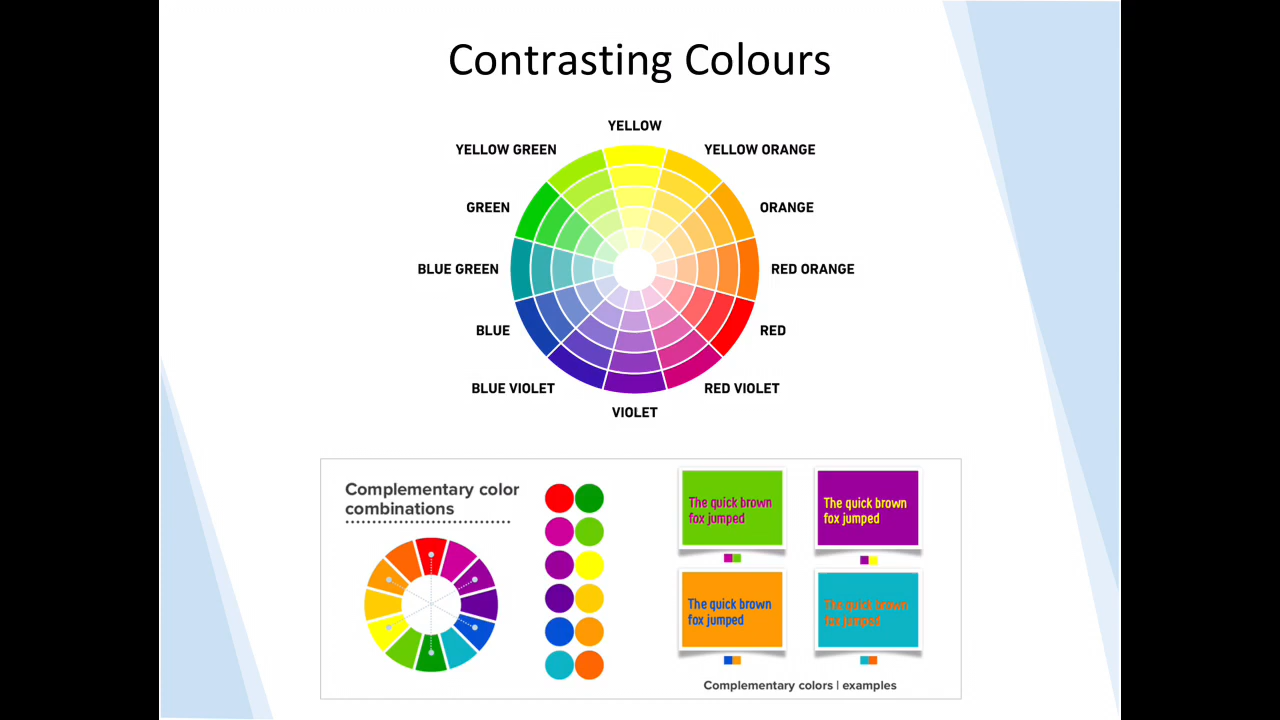 Contrasting Colours
YELLOW
YELLOW GREEN
YELLOW ORANGE
GREEN
ORANGE
BLUE GREEN
RED ORANGE
BLUE
RED
BLUE VIOLET
RED VIOLET
VIOLET
Complementary color
combinations
The quick brown
fox jumped
The quick brown
fox jumped
The quick brown
fox jumped
The quick brown
fox jumped
Complementary colors | examples